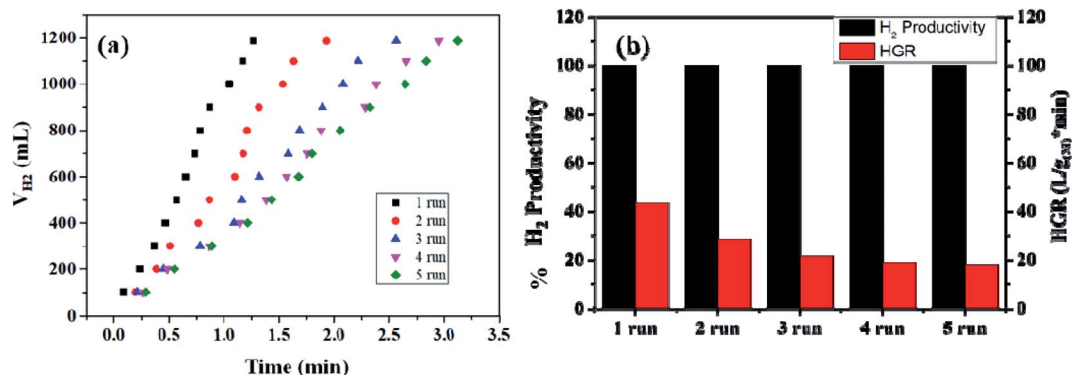 (a)
V_H2 (mL)
1200
1000
800
600
400
200
0
0.0 0.5 1.0 1.5 2.0 2.5 3.0
Time (min)
1 run
2 run
3 run
4 run
5 run
(b)
% H2 Productivity
120
100
80
60
40
20
0
H2 Productivity
HGR
1 run 2 run 3 run 4 run 5 run
120
100
80
60
40
20
0
HGR (L/g(M)*min)